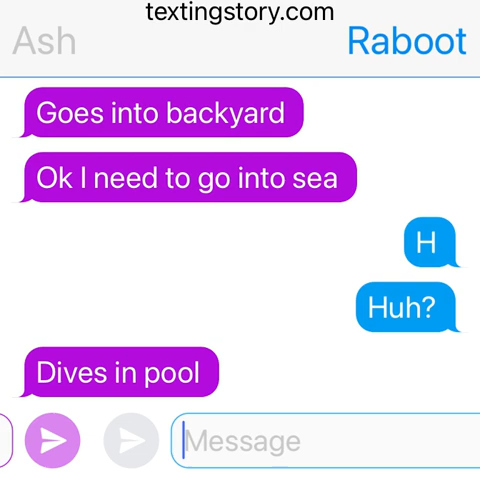 textingstory.com
Ash Raboot
Goes into backyard
Ok I need to go into sea
H
Huh?
Dives in pool
Message